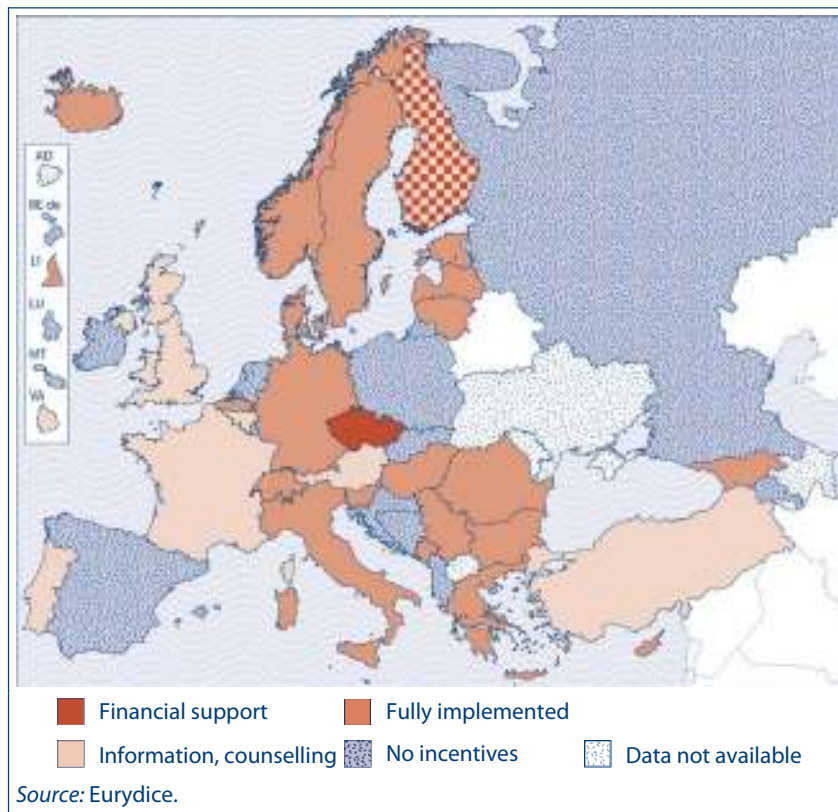 AD
BE de
LI
LU
MT
VA
Financial support
Fully implemented
Information, counselling
No incentives
Data not available
Source: Eurydice.